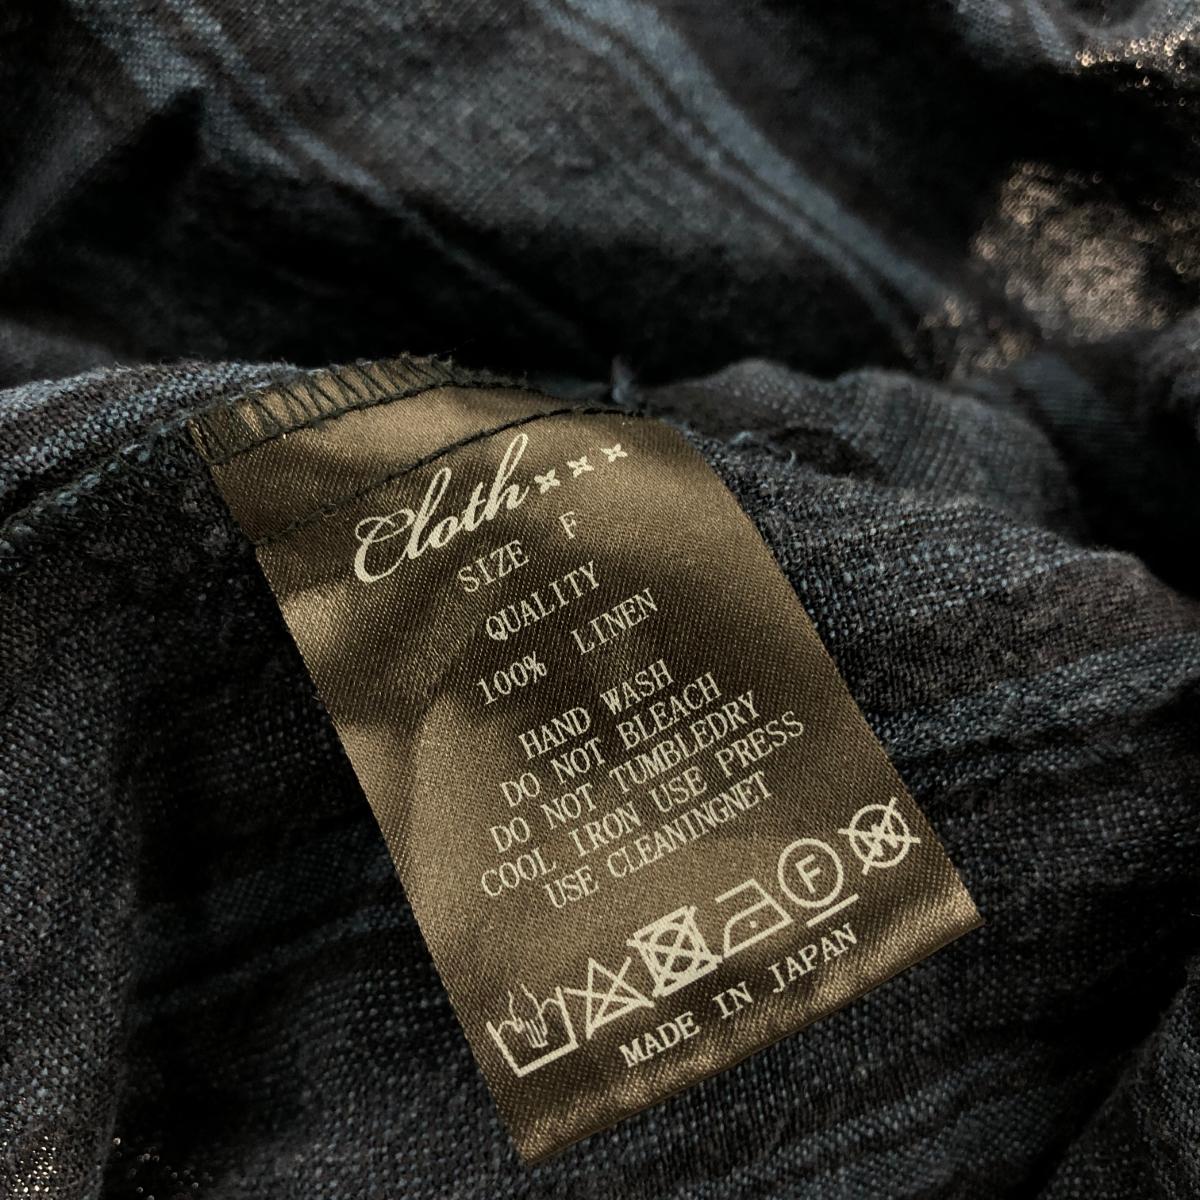 Cloth×××
SIZE F
QUALITY
100% LINEN
HAND WASH
DO NOT BLEACH
DO NOT TUMBLEDRY
COOL IRON USE PRESS
USE CLEANINGNET
F W
MADE IN JAPAN